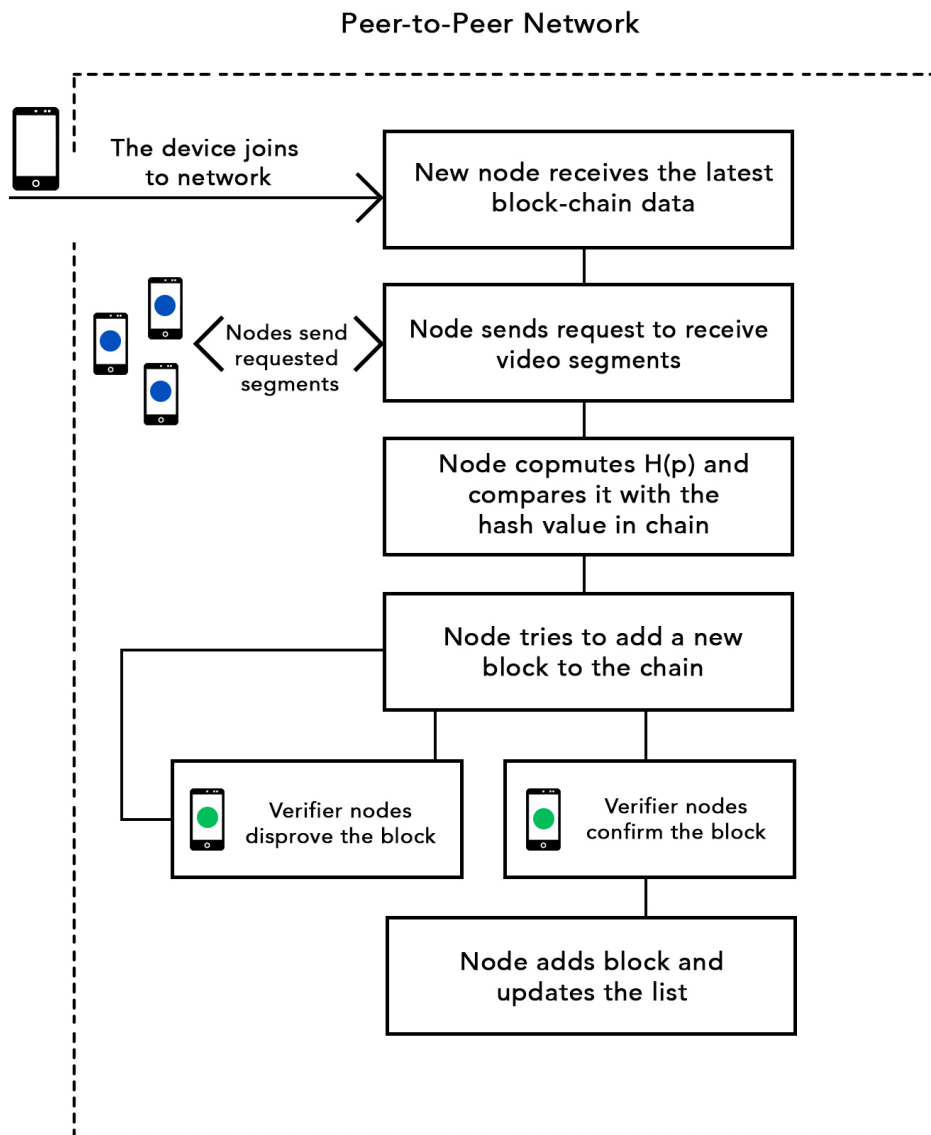 Peer-to-Peer Network
The device joins
to network
New node receives the latest
block-chain data
Nodes send
requested
segments
Node sends request to receive
video segments
Node copmutes H(p) and
compares it with the
hash value in chain
Node tries to add a new
block to the chain
Verifier nodes
disprove the block
Verifier nodes
confirm the block
Node adds block and
updates the list